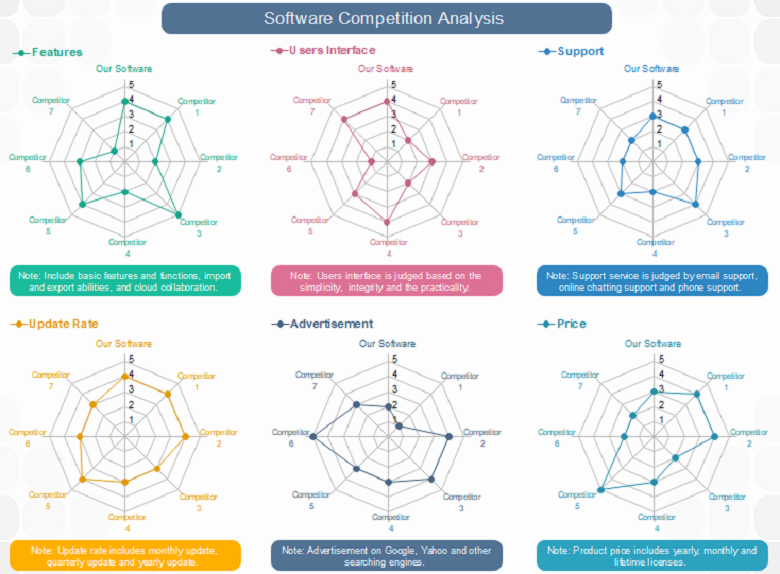 Software Competition Analysis
Features
Our Software
5
4
3
2
1
Competitor
1
Competitor
2
Competitor
3
Competitor
4
Competitor
5
Competitor
6
Competitor
7
Note: Include basic features and functions, import
and export abilities, and cloud collaboration.
Users Interface
Our Software
5
4
3
2
1
Competitor
1
Competitor
2
Competitor
3
Competitor
4
Competitor
5
Competitor
6
Competitor
7
Note: Users interface is judged based on the
simplicity, integrity and the practicality.
Support
Our Software
5
4
3
2
1
Competitor
1
Competitor
2
Competitor
3
Competitor
4
Competitor
5
Competitor
6
Competitor
7
Note: Support service is judged by email support,
online chatting support and phone support.
Update Rate
Our Software
5
4
3
2
1
Competitor
1
Competitor
2
Competitor
3
Competitor
4
Competitor
5
Competitor
6
Competitor
7
Note: Update rate includes monthly update,
quarterly update and yearly update.
Advertisement
Our Software
5
4
3
2
1
Competitor
1
Competitor
2
Competitor
3
Competitor
4
Competitor
5
Competitor
6
Competitor
7
Note: Advertisement on Google, Yahoo and other
searching engines.
Price
Our Software
5
4
3
2
1
Competitor
1
Competitor
2
Competitor
3
Competitor
4
Competitor
5
Competitor
6
Competitor
7
Note: Product price includes yearly, monthly and
lifetime licenses.